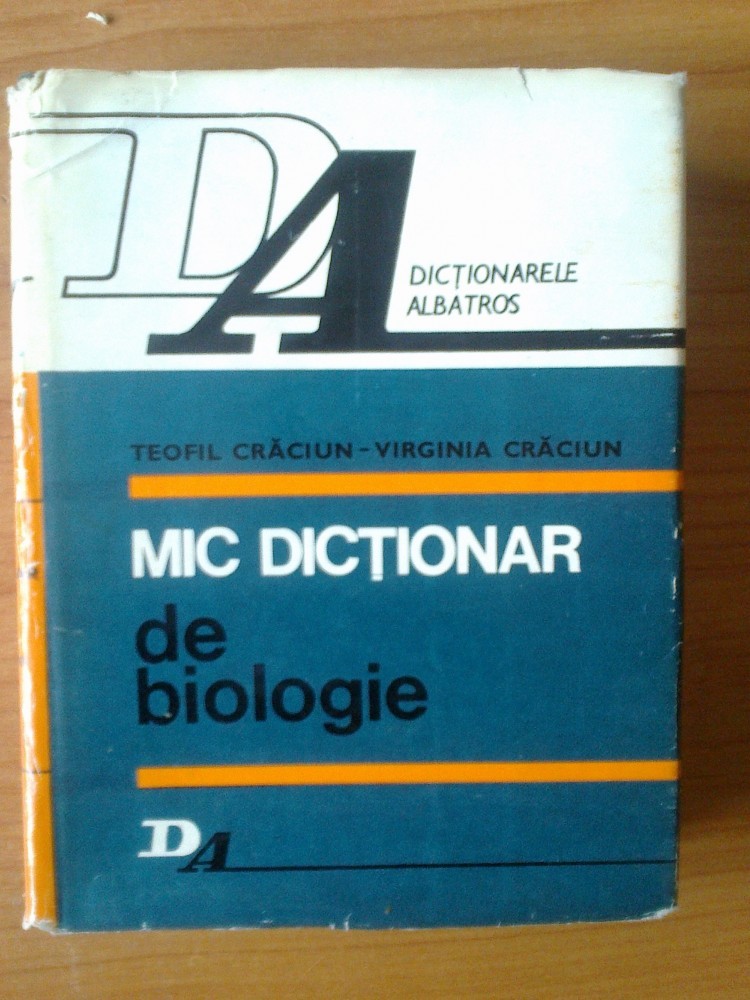 DA
DICȚIONARELE
ALBATROS
TEOFIL CRĂCIUN - VIRGINIA CRĂCIUN
MIC DICȚIONAR
de
biologie
DA